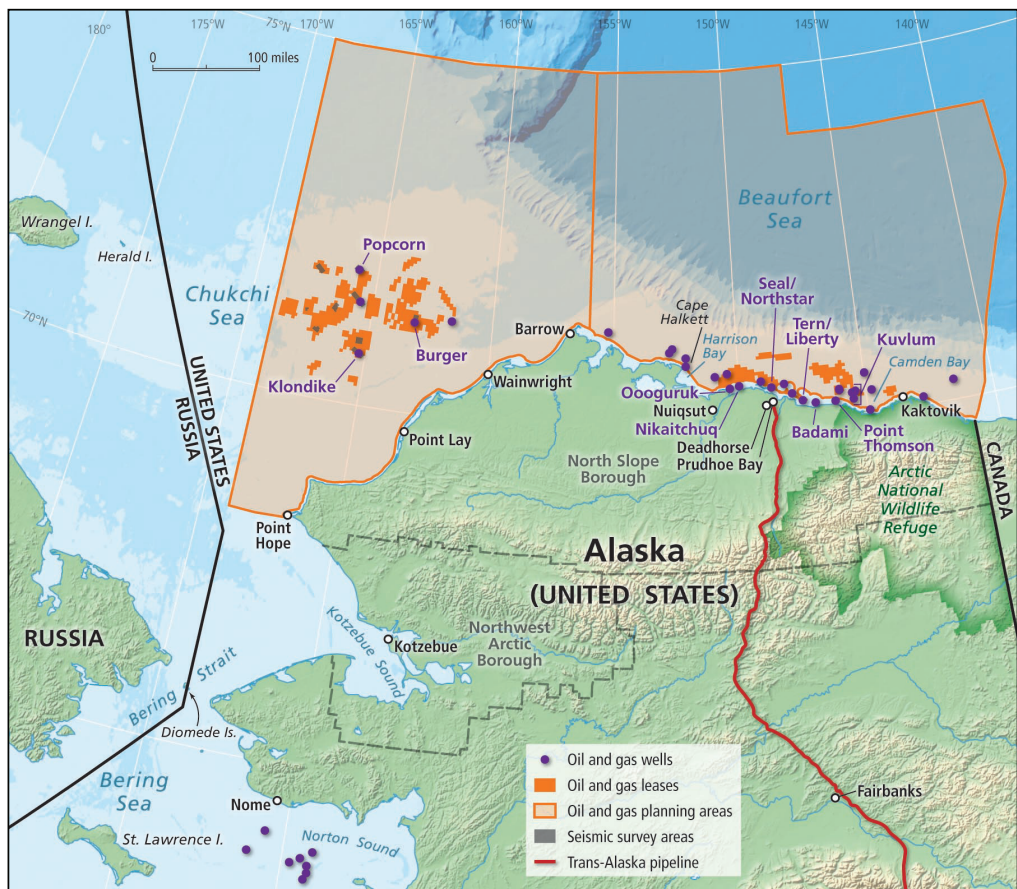 180°
75°N
170°W
165°W
160°W
155°W
150°W
145°W
140°W
0
100 miles
Wrangel I.
Herald I.
70°N
Chukchi
Sea
Beaufort
Sea
Popcorn
Burger
Klondike
UNITED STATES
RUSSIA
Barrow
Wainwright
Point Lay
Point
Hope
Cape
Halkett
Harrison
Bay
Seal/
Northstar
Tern/
Liberty
Kuvlum
Camden Bay
Oooguruk
Nuiqsut
Nikaitchuq
Deadhorse
Prudhoe Bay
Badami
Point
Thomson
Kaktovik
North Slope
Borough
Arctic
National
Wildlife
Refuge
CANADA
Alaska
(UNITED STATES)
RUSSIA
Northwest
Arctic
Borough
Kotzebue
Kotzebue Sound
Bering Strait
Diomede Is.
Bering
Sea
Nome
St. Lawrence I.
Norton Sound
Fairbanks
Oil and gas wells
Oil and gas leases
Oil and gas planning areas
Seismic survey areas
Trans-Alaska pipeline